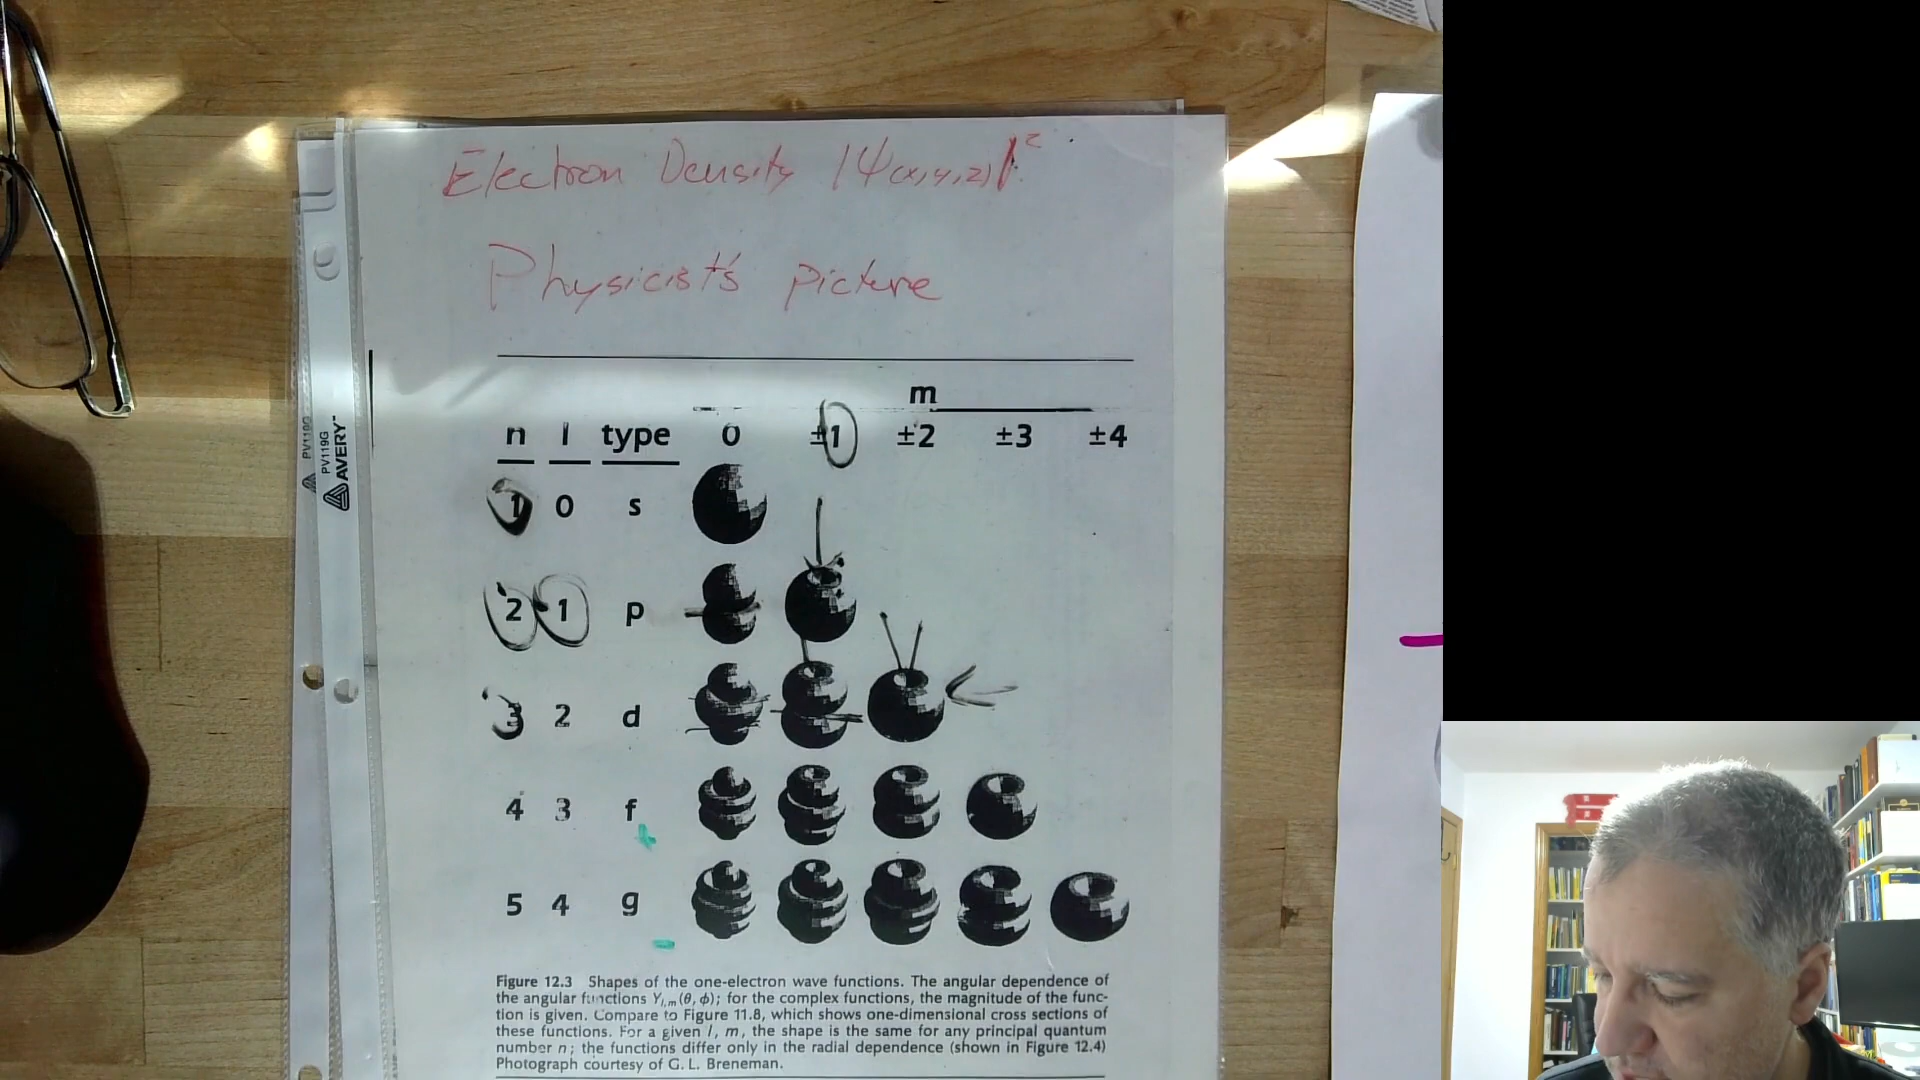 Electron Density |Ψ(x,y,z)|²
Physicist's picture
m
n l type 0 ±1 ±2 ±3 ±4
1 0 s
2 1 p
3 2 d
4 3 f
+
5 4 g
-
Figure 12.3 Shapes of the one-electron wave functions. The angular dependence of
the angular functions Yl,m(θ, ϕ); for the complex functions, the magnitude of the func-
tion is given. Compare to Figure 11.8, which shows one-dimensional cross sections of
these functions. For a given l, m, the shape is the same for any principal quantum
number n; the functions differ only in the radial dependence (shown in Figure 12.4)
Photograph courtesy of G. L. Breneman.
PV119G
PV119G
AVERY™